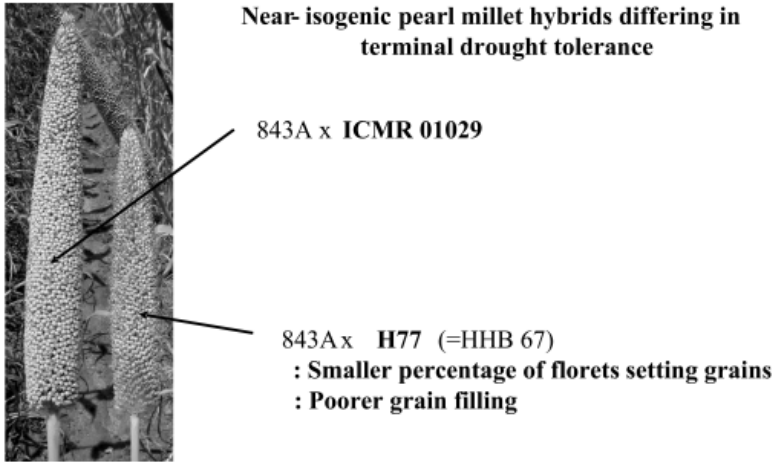 Near- isogenic pearl millet hybrids differing in
terminal drought tolerance
843A x ICMR 01029
843A x H77 (=HHB 67)
: Smaller percentage of florets setting grains
: Poorer grain filling